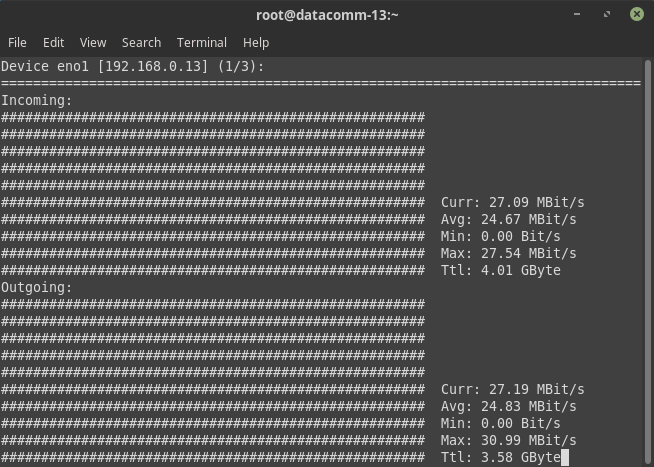 root@datacomm-13:~
File Edit View Search Terminal Help
Device eno1 [192.168.0.13] (1/3):
================================================================================
Incoming:
#####################################################
#####################################################
#####################################################
#####################################################
#####################################################
##################################################### Curr: 27.09 MBit/s
##################################################### Avg: 24.67 MBit/s
##################################################### Min: 0.00 Bit/s
##################################################### Max: 27.54 MBit/s
##################################################### Ttl: 4.01 GByte
Outgoing:
#####################################################
#####################################################
#####################################################
#####################################################
#####################################################
##################################################### Curr: 27.19 MBit/s
##################################################### Avg: 24.83 MBit/s
##################################################### Min: 0.00 Bit/s
##################################################### Max: 30.99 MBit/s
##################################################### Ttl: 3.58 GByte